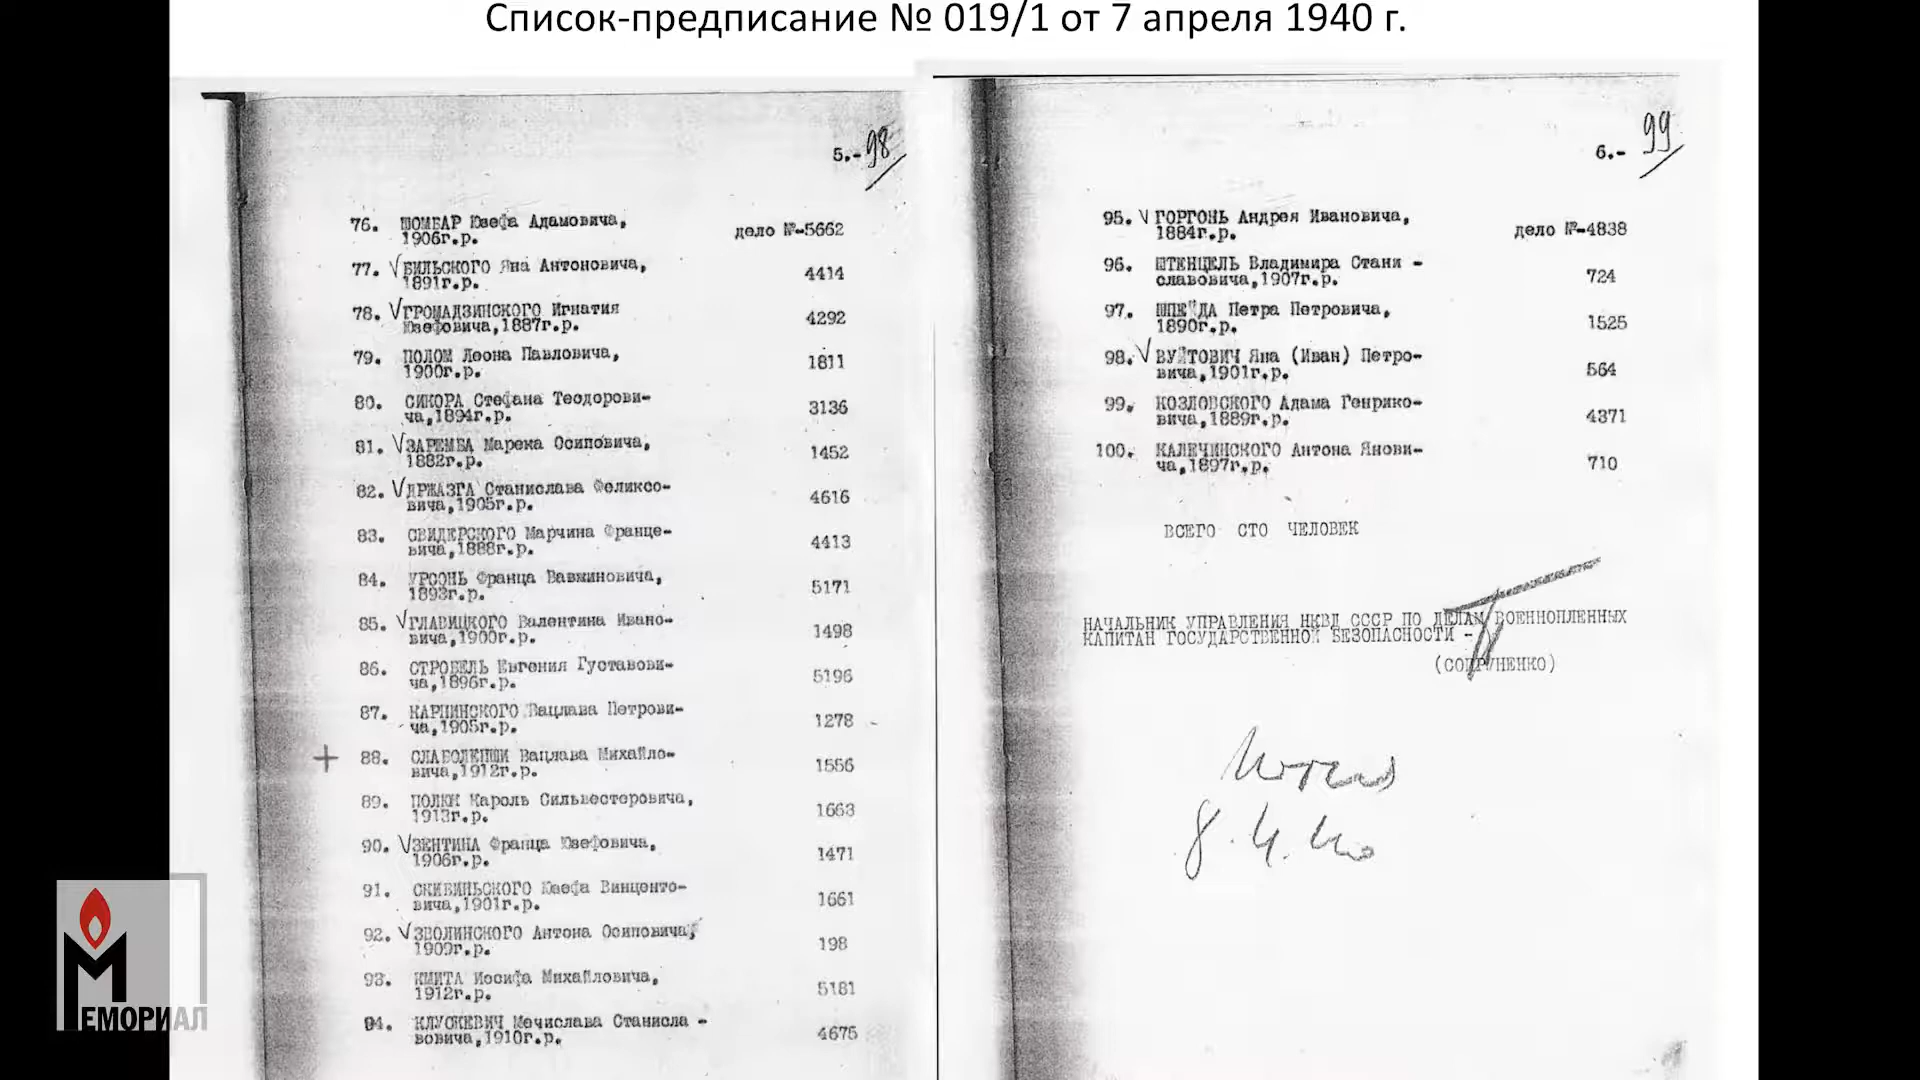 Список-предписание № 019/1 от 7 апреля 1940 г.
5.- 98
76. ШОМБАР Юзефа Адамовича,
1906г.р. дело №-5662
77. √ БИЛЬСКОГО Яна Антоновича,
1891г.р. 4414
78. √ ГРОМАДЗИНСКОГО Игнатия
Юзефовича,1887г.р. 4292
79. ПОЛОМ Леона Павловича,
1900г.р. 1811
80. СИКОРА Стефана Теодорови-
ча,1894г.р. 3136
81. √ ЗАРЕМБА Марека Осиповича,
1882г.р. 1452
82. √ ДРЖАЗГА Станислава Феликсо-
вича,1905г.р. 4616
83. СВИДЕРСКОГО Марчина Франце-
вича,1888г.р. 4413
84. УРСОНЬ Франца Вавжиновича,
1893г.р. 5171
85. √ ГЛАВИЦКОГО Валентина Ивано-
вича,1900г.р. 1498
86. СТРОБЕЛЬ Евгения Густавови-
ча,1896г.р. 5196
87. КАРПИНСКОГО Вацлава Петрови-
ча,1905г.р. 1278
+ 88. Вацлава Михайло-
вича,1912г.р. 1556
89. ПОЛКИ Кароль Сильвестеровича,
1913г.р. 1663
90. √ ЗЕНТИНА Франца Юзефовича,
1906г.р. 1471
91. СКИВИНЬСКОГО Юзефа Винценто-
вича,1901г.р. 1661
92. √ ЗВОЛИНСКОГО Антона Осиповича,
1909г.р. 198
93. КМИТА Иосифа Михайловича,
1912г.р. 5181
94. КЛУСКЕВИЧ Мечислава Станисла -
вовича,1910г.р. 4675
6.- 99
95. √ ГОРГОНЬ Андрея Ивановича,
1884г.р. дело №-4838
96. ШТЕНЦЕЛЬ Владимира Стани -
славовича,1907г.р. 724
97. ШПЕЙДА Петра Петровича,
1890г.р. 1525
98. √ ВУЙТОВИЧ Яна (Иван) Петро-
вича,1901г.р. 564
99. КОЗЛОВСКОГО Адама Генрико-
вича,1889г.р. 4371
100. КАЛЕЧИНСКОГО Антона Янови-
ча,1897г.р. 710
ВСЕГО СТО ЧЕЛОВЕК
НАЧАЛЬНИК УПРАВЛЕНИЯ НКВД СССР ПО ДЕЛАМ ВОЕННОПЛЕННЫХ
КАПИТАН ГОСУДАРСТВЕННОЙ БЕЗОПАСНОСТИ -
(СОПРУНЕНКО)
8.4.40
МЕМОРИАЛ